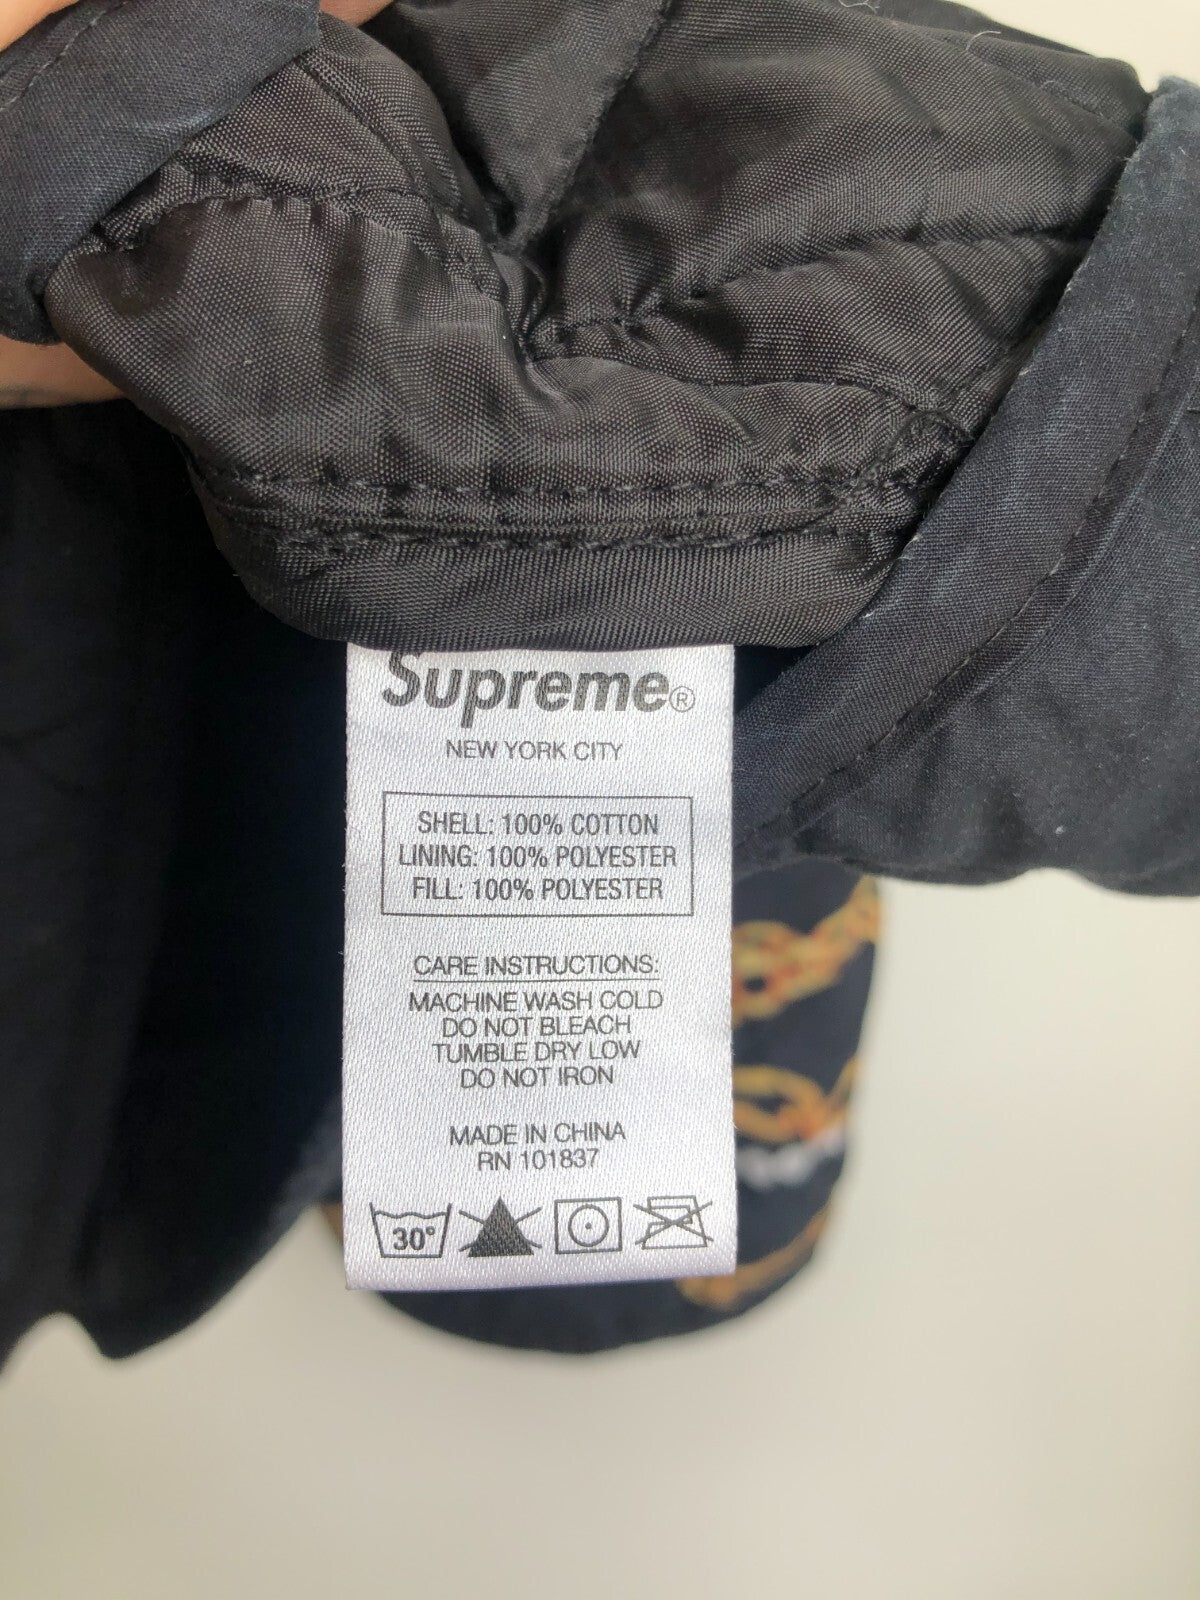 Supreme®
NEW YORK CITY
SHELL: 100% COTTON
LINING: 100% POLYESTER
FILL: 100% POLYESTER
CARE INSTRUCTIONS:
MACHINE WASH COLD
DO NOT BLEACH
TUMBLE DRY LOW
DO NOT IRON
MADE IN CHINA
RN 101837
30°